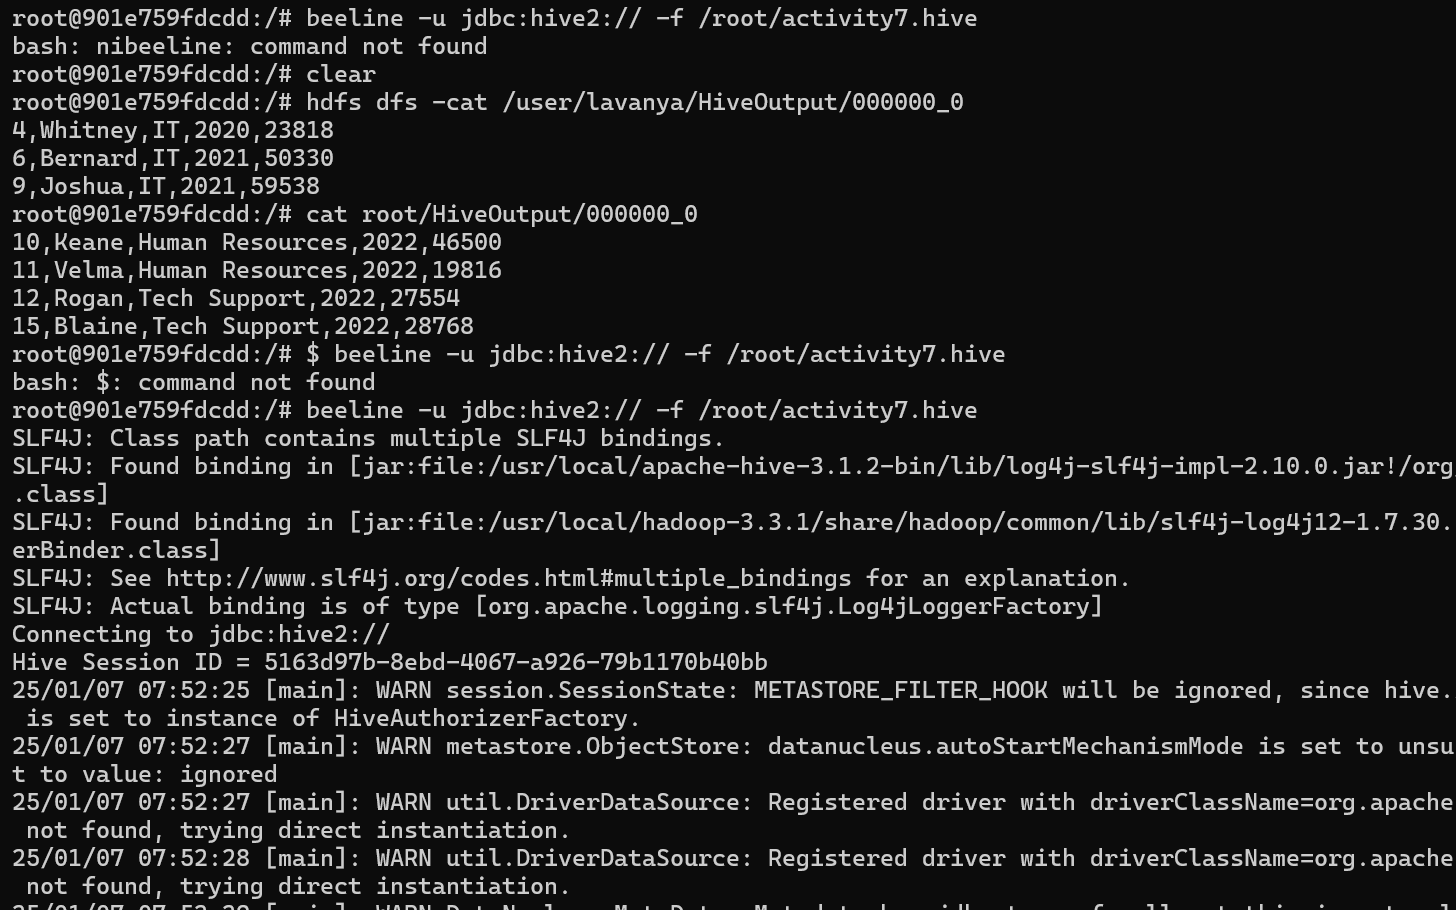 root@901e759fdcdd:/# beeline -u jdbc:hive2:// -f /root/activity7.hive
bash: nibeeline: command not found
root@901e759fdcdd:/# clear
root@901e759fdcdd:/# hdfs dfs -cat /user/lavanya/HiveOutput/000000_0
4,Whitney,IT,2020,23818
6,Bernard,IT,2021,50330
9,Joshua,IT,2021,59538
root@901e759fdcdd:/# cat root/HiveOutput/000000_0
10,Keane,Human Resources,2022,46500
11,Velma,Human Resources,2022,19816
12,Rogan,Tech Support,2022,27554
15,Blaine,Tech Support,2022,28768
root@901e759fdcdd:/# $ beeline -u jdbc:hive2:// -f /root/activity7.hive
bash: $: command not found
root@901e759fdcdd:/# beeline -u jdbc:hive2:// -f /root/activity7.hive
SLF4J: Class path contains multiple SLF4J bindings.
SLF4J: Found binding in [jar:file:/usr/local/apache-hive-3.1.2-bin/lib/log4j-slf4j-impl-2.10.0.jar!/org
.class]
SLF4J: Found binding in [jar:file:/usr/local/hadoop-3.3.1/share/hadoop/common/lib/slf4j-log4j12-1.7.30.
erBinder.class]
SLF4J: See http://www.slf4j.org/codes.html#multiple_bindings for an explanation.
SLF4J: Actual binding is of type [org.apache.logging.slf4j.Log4jLoggerFactory]
Connecting to jdbc:hive2://
Hive Session ID = 5163d97b-8ebd-4067-a926-79b1170b40bb
25/01/07 07:52:25 [main]: WARN session.SessionState: METASTORE_FILTER_HOOK will be ignored, since hive.
 is set to instance of HiveAuthorizerFactory.
25/01/07 07:52:27 [main]: WARN metastore.ObjectStore: datanucleus.autoStartMechanismMode is set to unsu
t to value: ignored
25/01/07 07:52:27 [main]: WARN util.DriverDataSource: Registered driver with driverClassName=org.apache
 not found, trying direct instantiation.
25/01/07 07:52:28 [main]: WARN util.DriverDataSource: Registered driver with driverClassName=org.apache
 not found, trying direct instantiation.